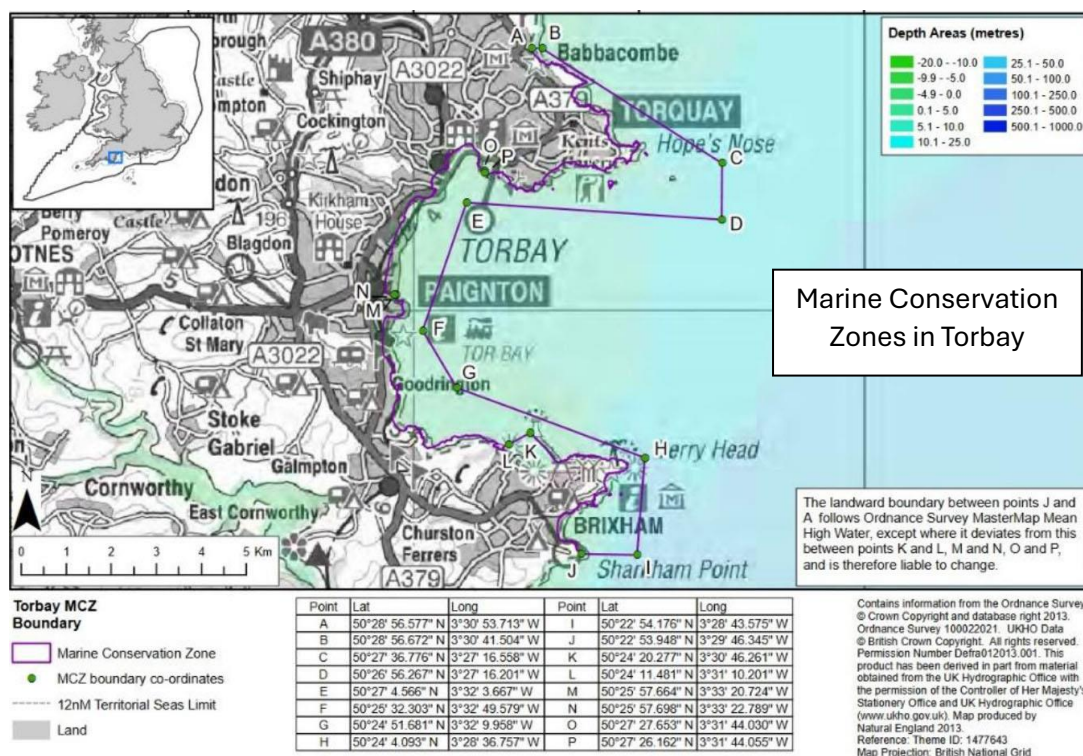 A380
A3022
Castle
Shiphay
Cockington
A
B
Babbacombe
A379
TORQUAY
Kents
Cavern
Hope's Nose
C
D
O
P
E
TORBAY
Kirkham
House
196
Castle
Pomeroy
Blagdon
N
M
PAIGNTON
Collaton
St Mary
F
TOR BAY
A3022
Goodrington
G
Stoke
Gabriel
Galmpton
K
L
H
Berry Head
Cornworthy
East Cornworthy
BRIXHAM
Churston
Ferrers
A379
J
I
Sharkham Point
N
0 1 2 3 4 5 Km
Depth Areas (metres)
-20.0 - -10.0
-9.9 - -5.0
-4.9 - 0.0
0.1 - 5.0
5.1 - 10.0
10.1 - 25.0
25.1 - 50.0
50.1 - 100.0
100.1 - 250.0
250.1 - 500.0
500.1 - 1000.0
Marine Conservation
Zones in Torbay
The landward boundary between points J and
A follows Ordnance Survey MasterMap Mean
High Water, except where it deviates from this
between points K and L, M and N, O and P,
and is therefore liable to change.
Torbay MCZ
Boundary
Marine Conservation Zone
MCZ boundary co-ordinates
12nM Territorial Seas Limit
Land
Point Lat Long Point Lat Long
A 50°28' 56.577" N 3°30' 53.713" W I 50°22' 54.176" N 3°28' 43.575" W
B 50°28' 56.672" N 3°30' 41.504" W J 50°22' 53.948" N 3°29' 46.345" W
C 50°27' 36.776" N 3°27' 16.558" W K 50°24' 20.277" N 3°30' 46.261" W
D 50°26' 56.267" N 3°27' 16.201" W L 50°24' 11.481" N 3°31' 10.201" W
E 50°27' 4.566" N 3°32' 3.667" W M 50°25' 57.664" N 3°33' 20.724" W
F 50°25' 32.303" N 3°32' 49.579" W N 50°25' 57.698" N 3°33' 22.789" W
G 50°24' 51.681" N 3°32' 9.958" W O 50°27' 27.653" N 3°31' 44.030" W
H 50°24' 4.093" N 3°28' 36.757" W P 50°27' 26.162" N 3°31' 44.055" W
Contains information from the Ordnance Survey
© Crown Copyright and database right 2013.
Ordnance Survey 100022021. UKHO Data
© British Crown Copyright. All rights reserved.
Permission Number Defra012013.001. This
product has been derived in part from material
obtained from the UK Hydrographic Office with
the permission of the Controller of Her Majesty's
Stationery Office and UK Hydrographic Office
(www.ukho.gov.uk). Map produced by
Natural England 2013.
Reference: Theme ID: 1477643
Map Projection: British National Grid